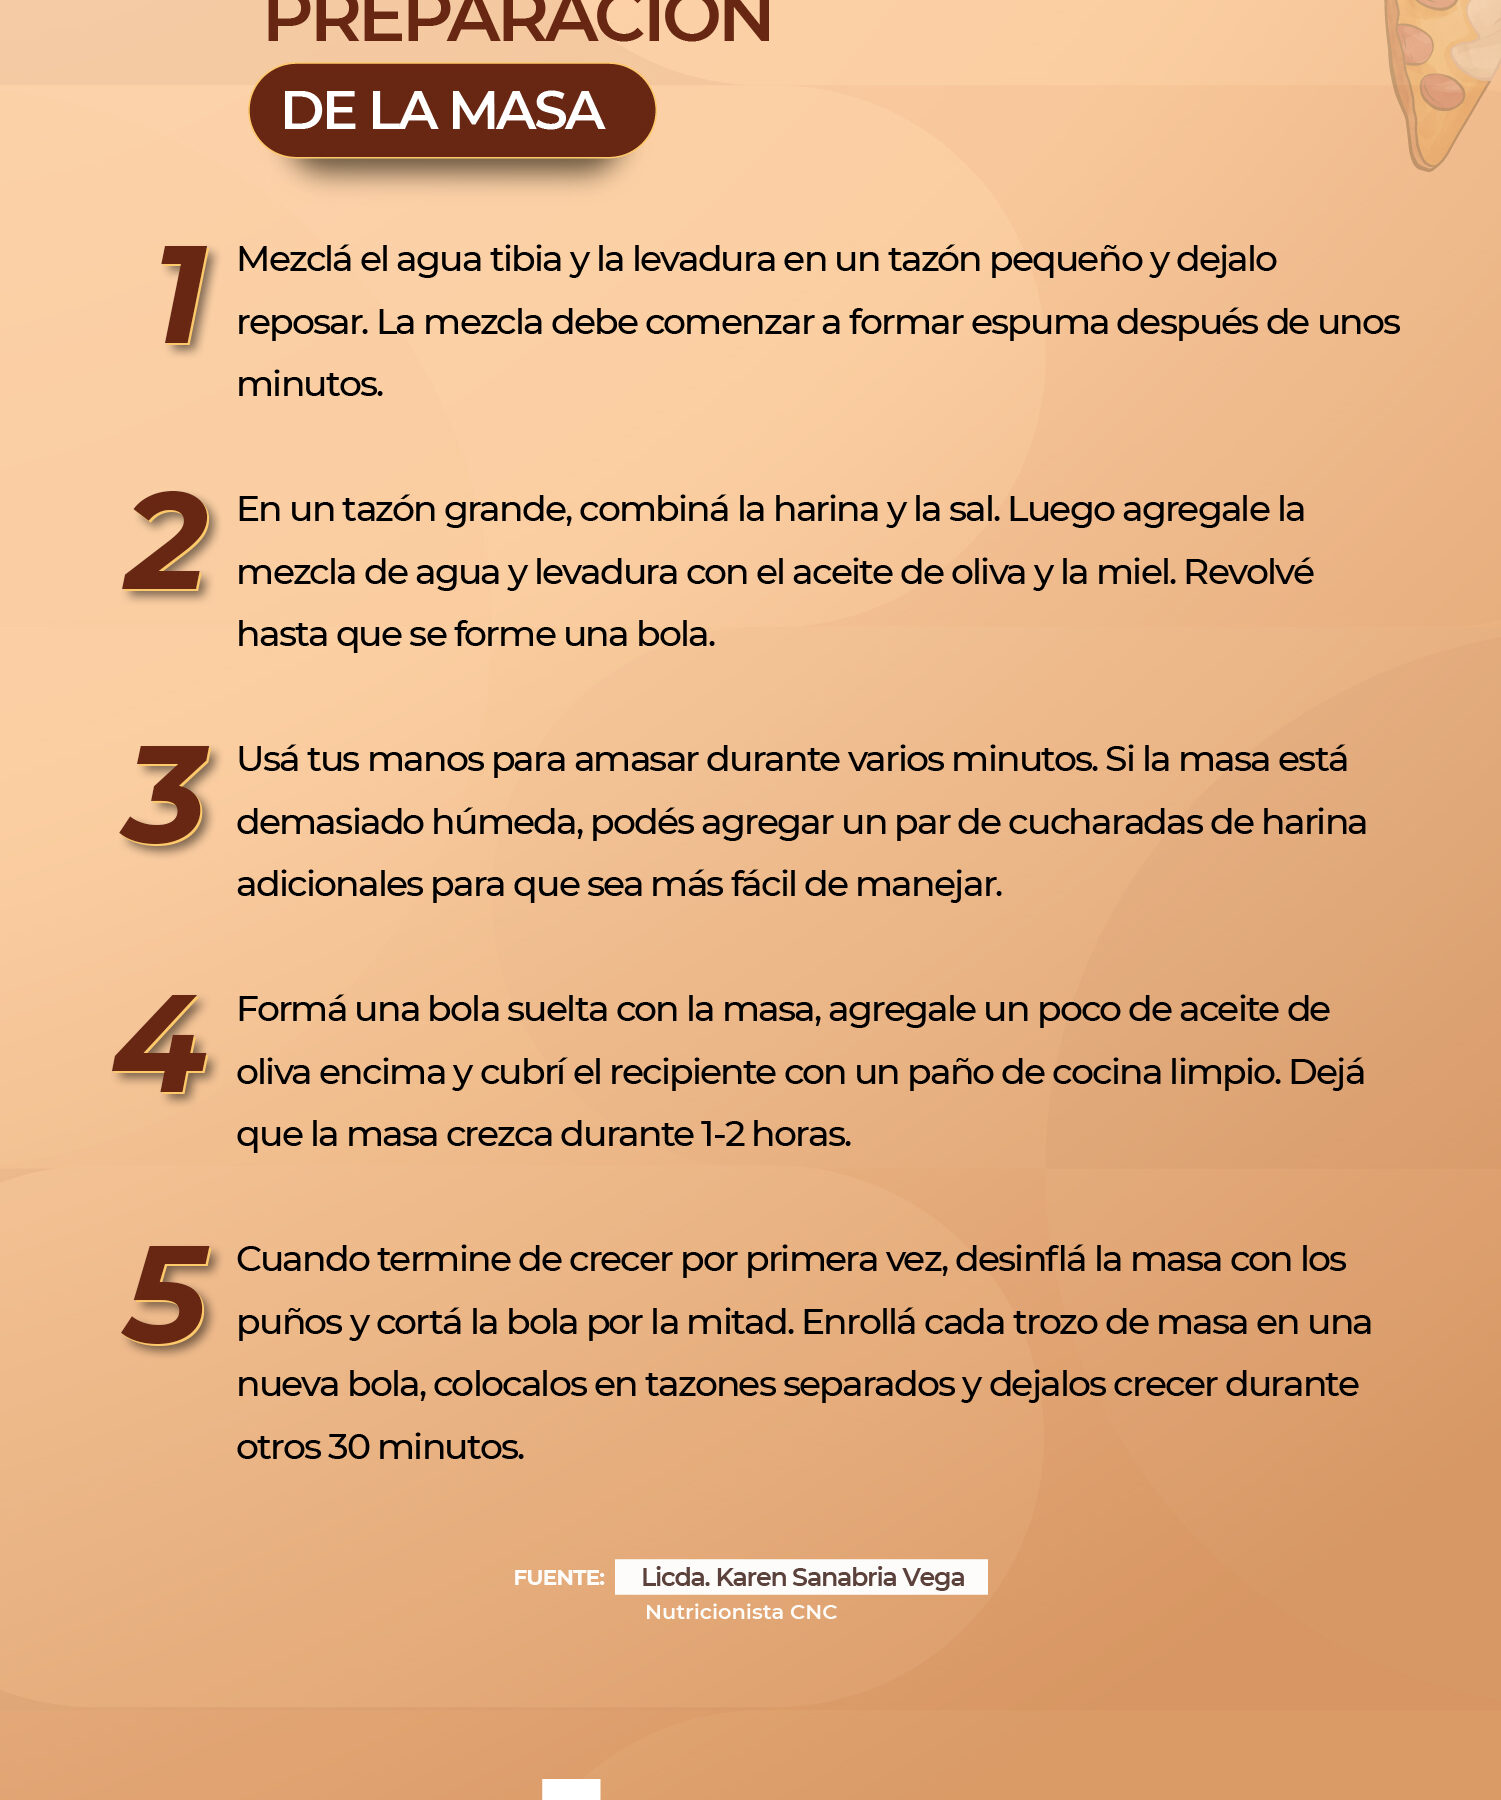 PREPARACIÓN
DE LA MASA
1
Mezclá el agua tibia y la levadura en un tazón pequeño y dejalo
reposar. La mezcla debe comenzar a formar espuma después de unos
minutos.
2
En un tazón grande, combiná la harina y la sal. Luego agregale la
mezcla de agua y levadura con el aceite de oliva y la miel. Revolvé
hasta que se forme una bola.
3
Usá tus manos para amasar durante varios minutos. Si la masa está
demasiado húmeda, podés agregar un par de cucharadas de harina
adicionales para que sea más fácil de manejar.
4
Formá una bola suelta con la masa, agregale un poco de aceite de
oliva encima y cubrí el recipiente con un paño de cocina limpio. Dejá
que la masa crezca durante 1-2 horas.
5
Cuando termine de crecer por primera vez, desinflá la masa con los
puños y cortá la bola por la mitad. Enrollá cada trozo de masa en una
nueva bola, colocalos en tazones separados y dejalos crecer durante
otros 30 minutos.
FUENTE: Licda. Karen Sanabria Vega
Nutricionista CNC